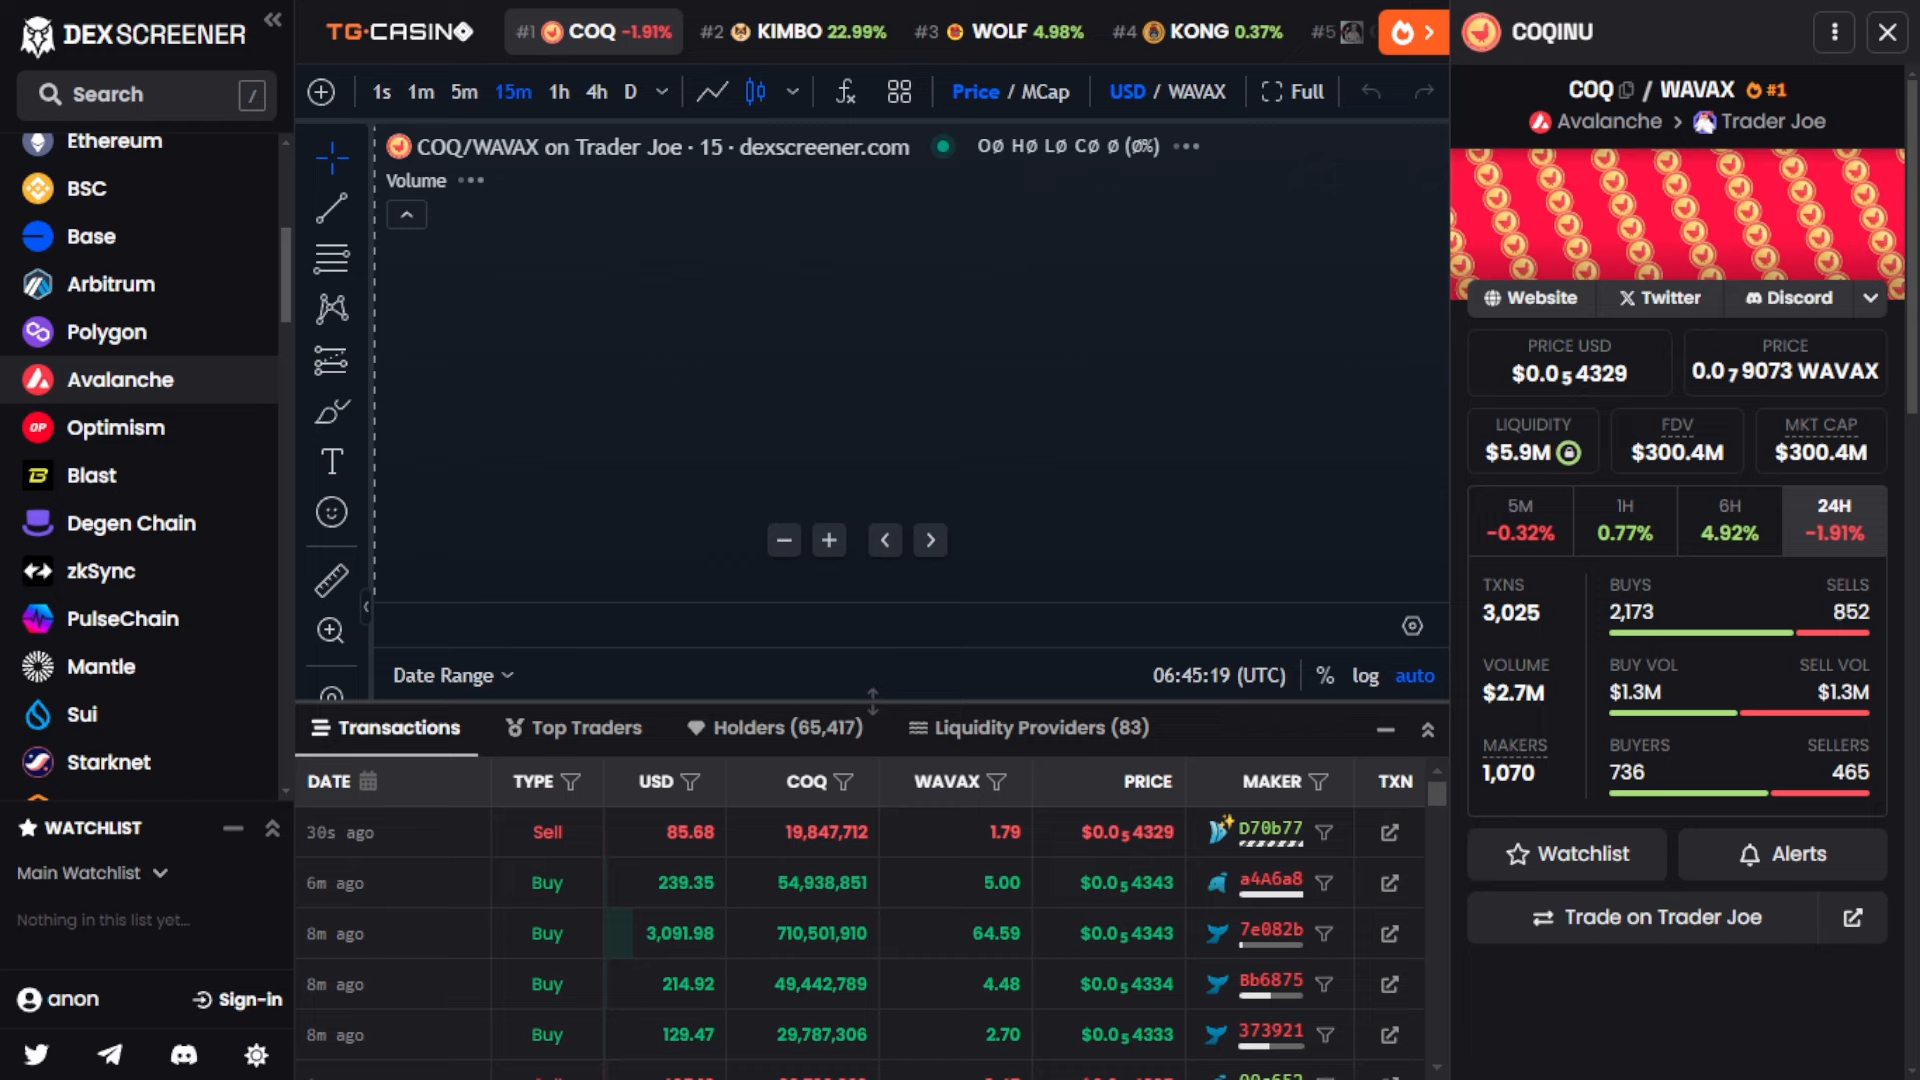 DEX SCREENER
Search /
Ethereum
BSC
Base
Arbitrum
Polygon
Avalanche
Optimism
Blast
Degen Chain
zkSync
PulseChain
Mantle
Sui
Starknet
WATCHLIST
Main Watchlist
Nothing in this list yet...
anon
Sign-in
TG.CASINO
#1 COQ -1.91%
#2 KIMBO 22.99%
#3 WOLF 4.98%
#4 KONG 0.37%
#5
1s 1m 5m 15m 1h 4h D
Price / MCap
USD / WAVAX
Full
COQ/WAVAX on Trader Joe · 15 · dexscreener.com
OØ HØ LØ CØ Ø (Ø%)
Volume
Date Range
06:45:19 (UTC) % log auto
Transactions
Top Traders
Holders (65,417)
Liquidity Providers (83)
DATE TYPE USD COQ WAVAX PRICE MAKER TXN
30s ago Sell 85.68 19,847,712 1.79 $0.0₅4329 D70b77
6m ago Buy 239.35 54,938,851 5.00 $0.0₅4343 a4A6a8
8m ago Buy 3,091.98 710,501,910 64.59 $0.0₅4343 7e082b
8m ago Buy 214.92 49,442,789 4.48 $0.0₅4334 Bb6875
8m ago Buy 129.47 29,787,306 2.70 $0.0₅4333 373921
COQINU
COQ / WAVAX #1
Avalanche > Trader Joe
Website
Twitter
Discord
PRICE USD
$0.0₅4329
PRICE
0.0₇9073 WAVAX
LIQUIDITY
$5.9M
FDV
$300.4M
MKT CAP
$300.4M
5M
-0.32%
1H
0.77%
6H
4.92%
24H
-1.91%
TXNS
3,025
BUYS
2,173
SELLS
852
VOLUME
$2.7M
BUY VOL
$1.3M
SELL VOL
$1.3M
MAKERS
1,070
BUYERS
736
SELLERS
465
Watchlist
Alerts
Trade on Trader Joe